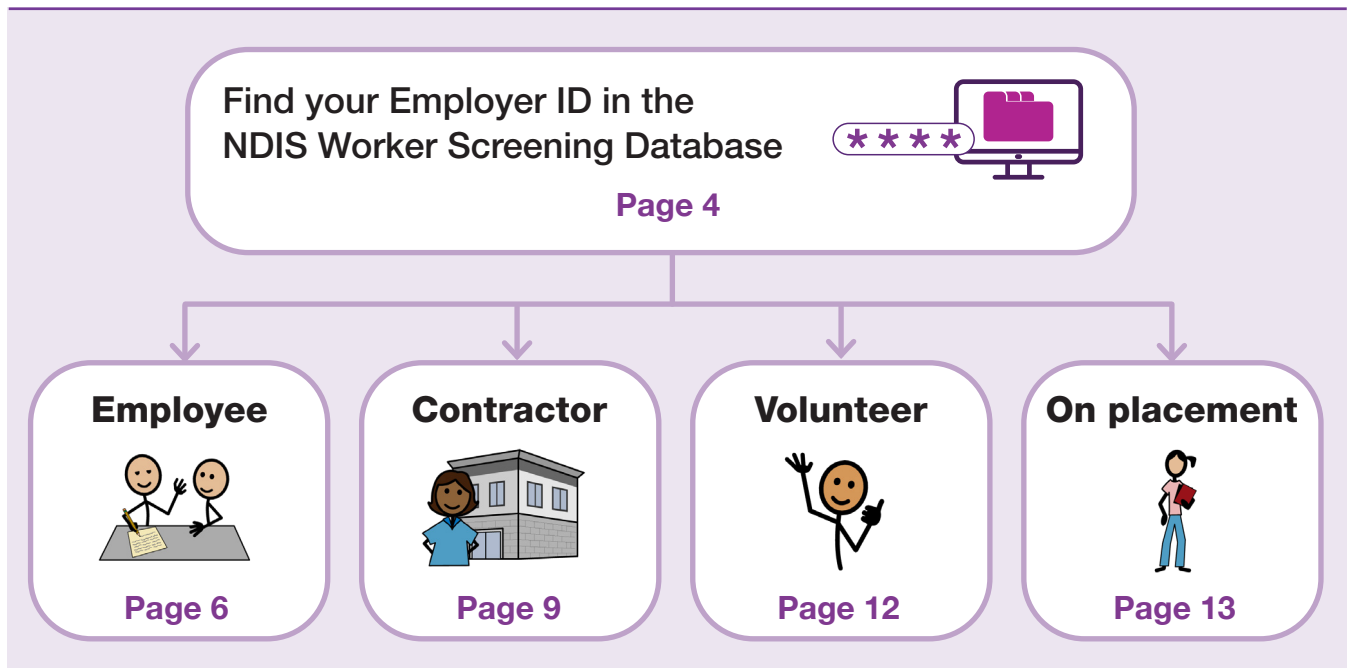 Find your Employer ID in the
NDIS Worker Screening Database
****
Page 4
Employee
Contractor
Volunteer
On placement
Page 6
Page 9
Page 12
Page 13